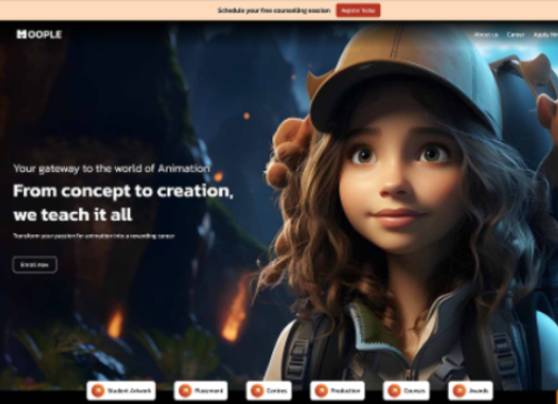 Schedule your free counselling session
Register Today
HOOPLE
About us
Career
Apply
Your gateway to the world of Animation
From concept to creation,
we teach it all
Transform your passion for animation into a rewarding career
Enroll now
Student Artwork
Placement
Centres
Production
Courses
Awards